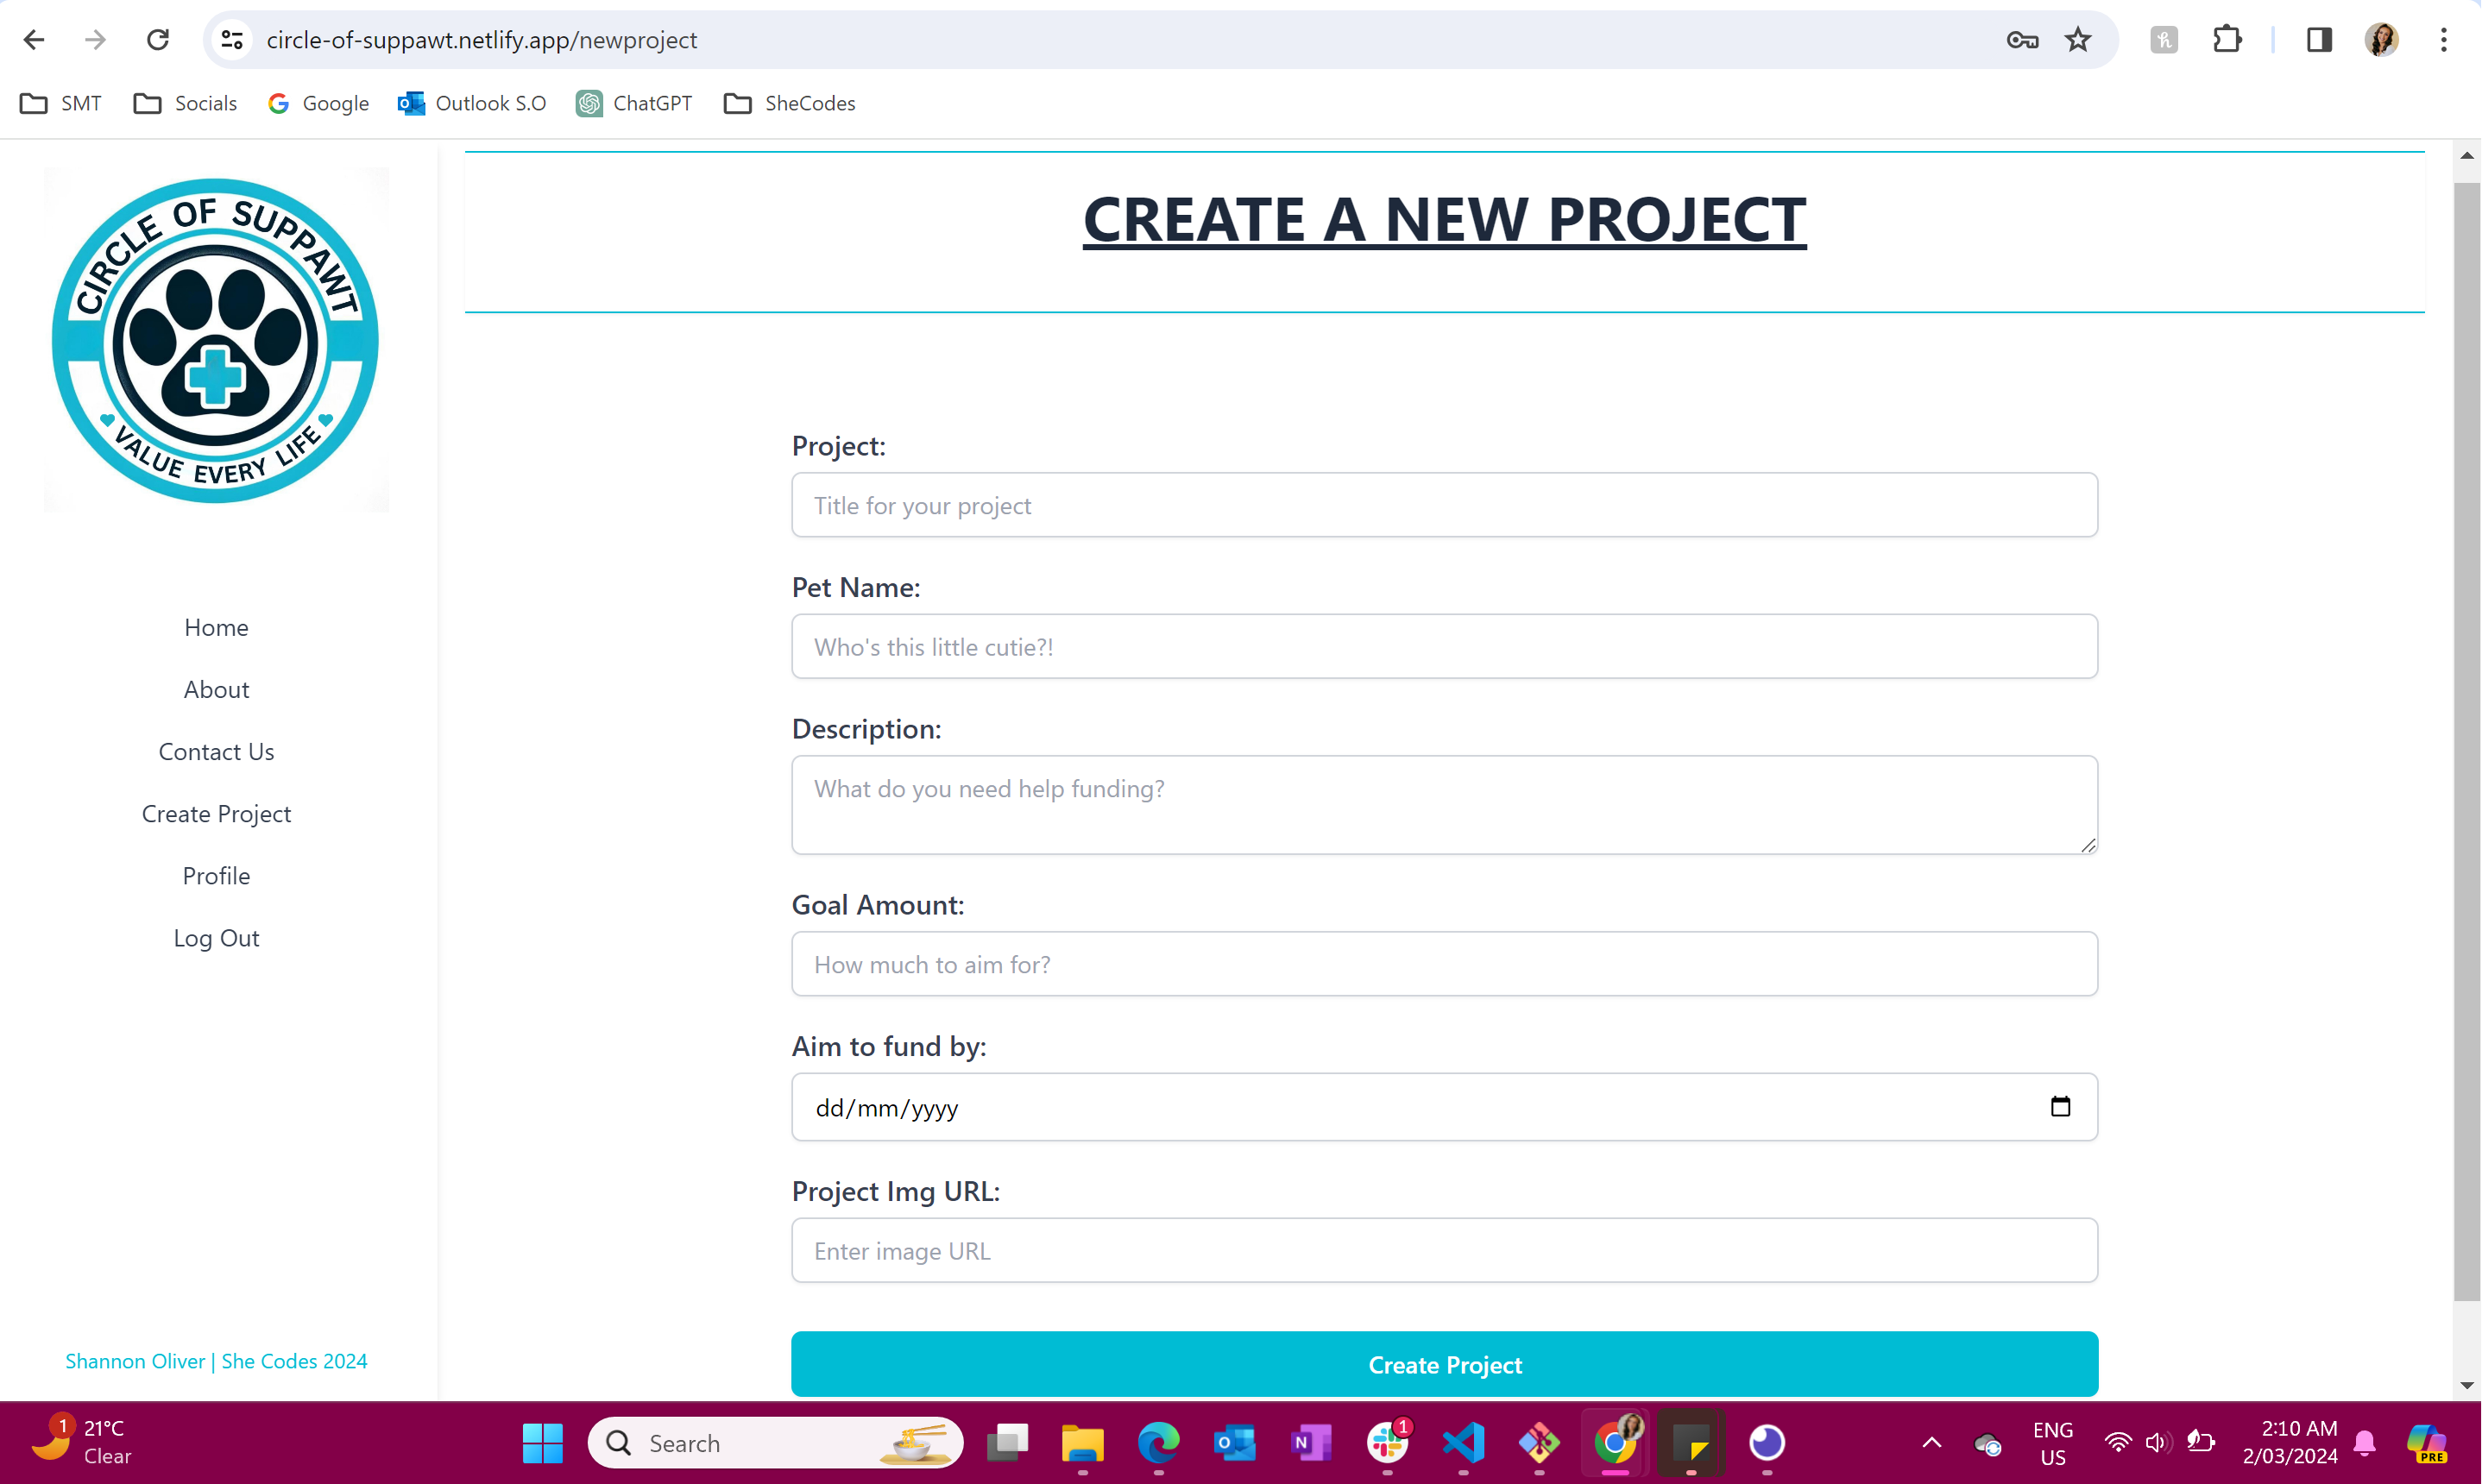 circle-of-suppawt.netlify.app/newproject
SMT
Socials
Google
Outlook S.O
ChatGPT
SheCodes
CIRCLE OF SUPPAWT
VALUE EVERY LIFE
Home
About
Contact Us
Create Project
Profile
Log Out
Shannon Oliver | She Codes 2024
CREATE A NEW PROJECT
Project:
Title for your project
Pet Name:
Who's this little cutie?!
Description:
What do you need help funding?
Goal Amount:
How much to aim for?
Aim to fund by:
dd/mm/yyyy
Project Img URL:
Enter image URL
Create Project
1
21°C
Clear
Search
1
ENG
US
2:10 AM
2/03/2024
PRE